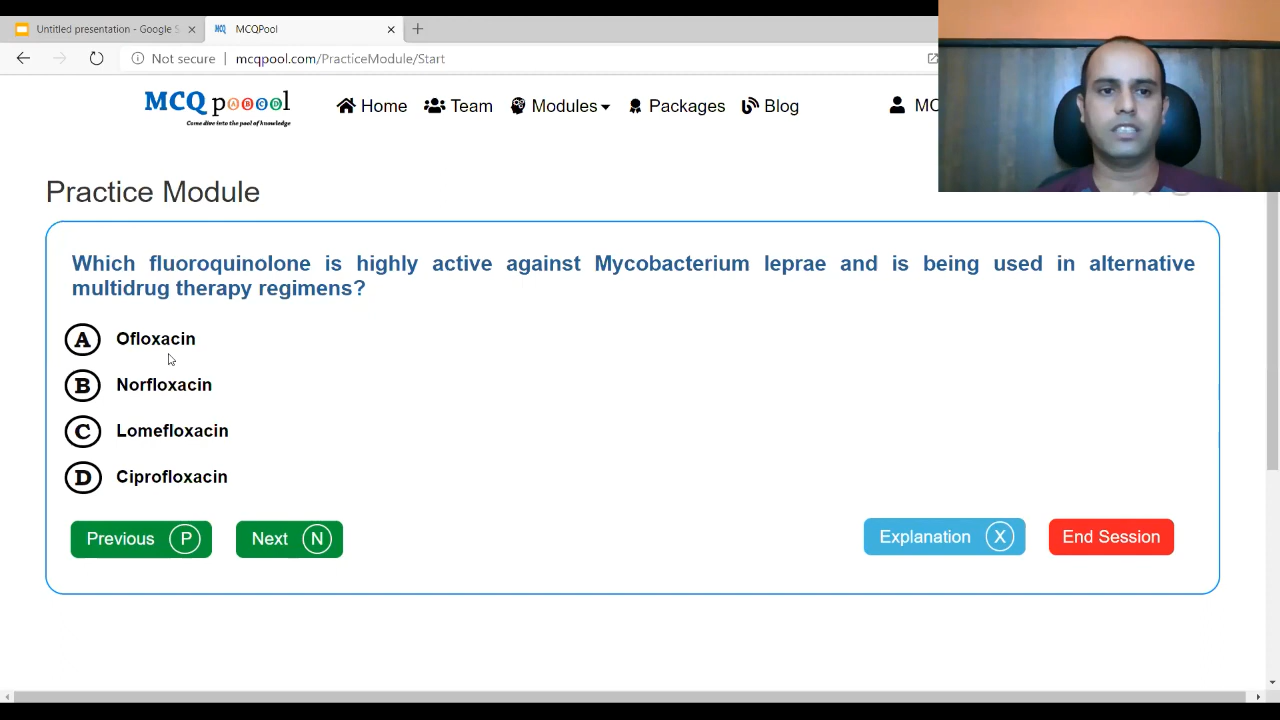 Untitled presentation - Google S
MCQPool
Not secure
mcqpool.com/PracticeModule/Start
MCQ pooool
Come dive into the pool of knowledge
Home
Team
Modules
Packages
Blog
MC
Practice Module
Which fluoroquinolone is highly active against Mycobacterium leprae and is being used in alternative
multidrug therapy regimens?
A Ofloxacin
B Norfloxacin
C Lomefloxacin
D Ciprofloxacin
Previous P
Next N
Explanation X
End Session